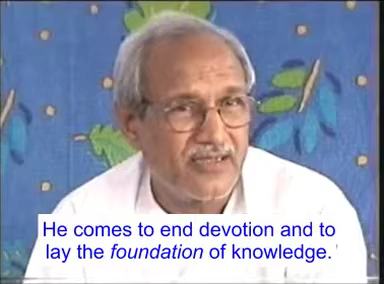 He comes to end devotion and to
lay the foundation of knowledge.